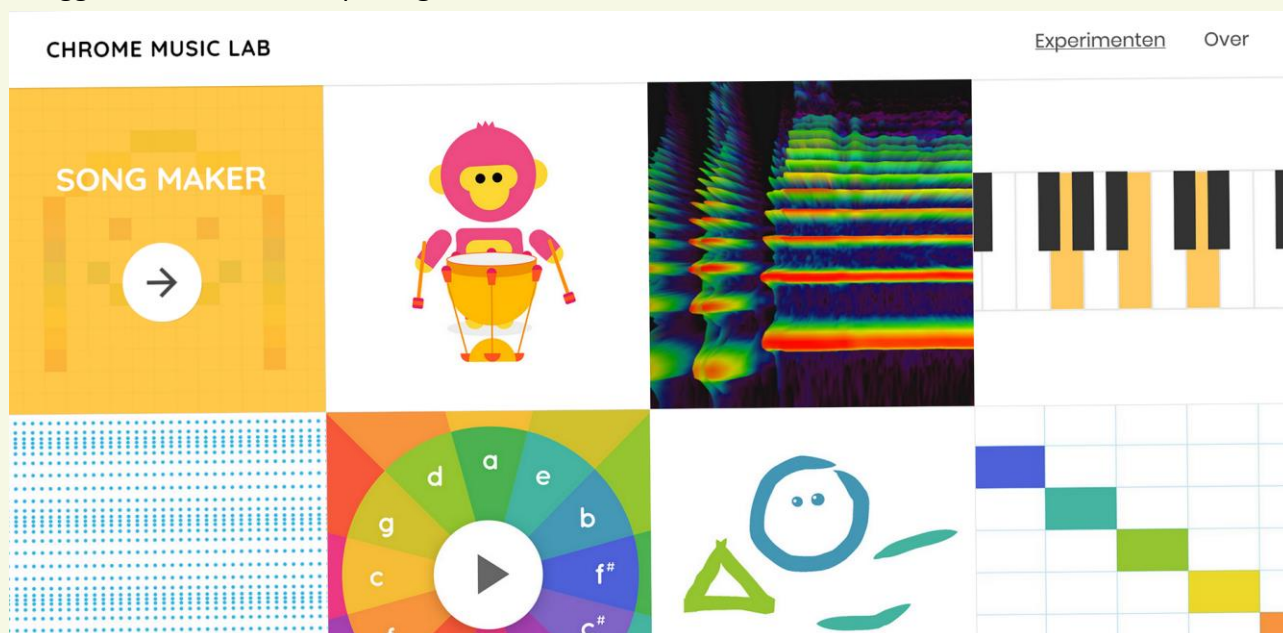 CHROME MUSIC LAB
Experimenten Over
SONG MAKER
d a e
g b
c f#
c#